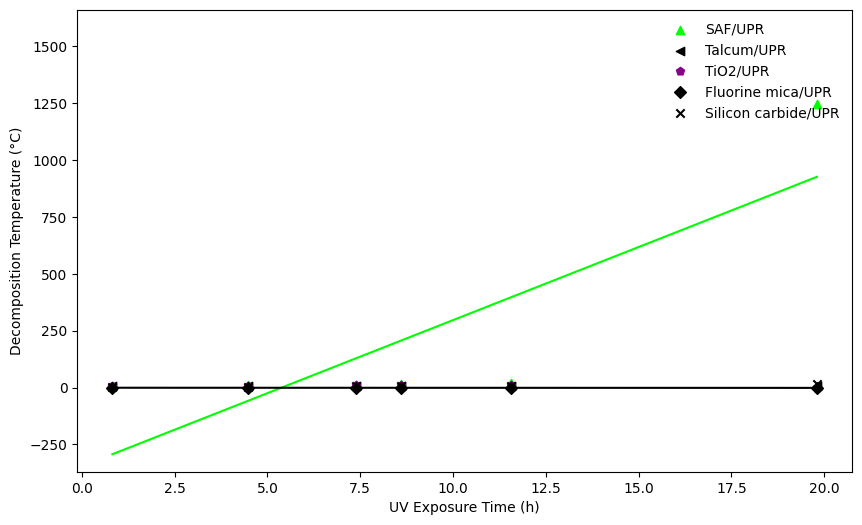 1500
1250
1000
750
500
250
0
−250
0.0 2.5 5.0 7.5 10.0 12.5 15.0 17.5 20.0
UV Exposure Time (h)
Decomposition Temperature (°C)
SAF/UPR
Talcum/UPR
TiO2/UPR
Fluorine mica/UPR
Silicon carbide/UPR